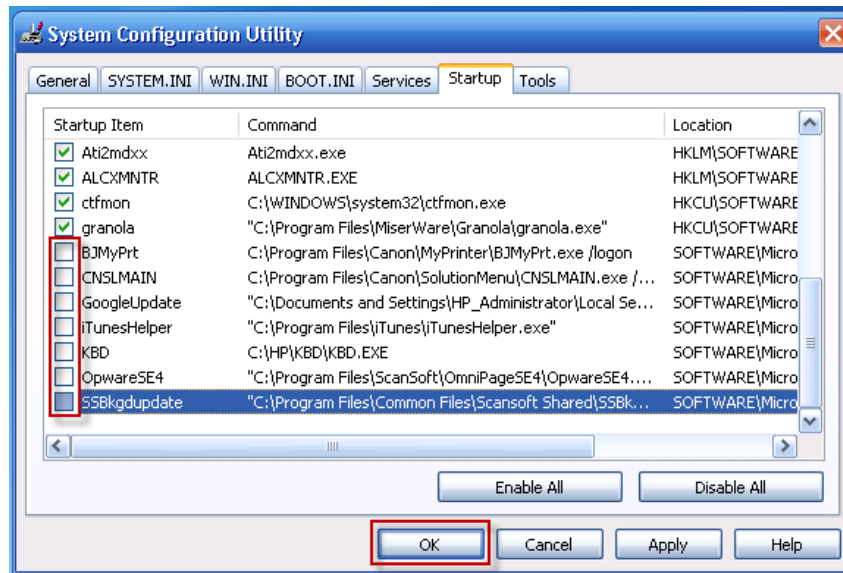 System Configuration Utility
General SYSTEM.INI WIN.INI BOOT.INI Services Startup Tools
Startup Item Command Location
Ati2mdxx Ati2mdxx.exe HKLM\SOFTWARE
ALCXMNTR ALCXMNTR.EXE HKLM\SOFTWARE
ctfmon C:\WINDOWS\system32\ctfmon.exe HKCU\SOFTWARE
granola "C:\Program Files\MiserWare\Granola\granola.exe" HKCU\SOFTWARE
BJMyPrt C:\Program Files\Canon\MyPrinter\BJMyPrt.exe /logon SOFTWARE\Micro
CNSLMAIN C:\Program Files\Canon\SolutionMenu\CNSLMAIN.exe /... SOFTWARE\Micro
GoogleUpdate "C:\Documents and Settings\HP_Administrator\Local Se... SOFTWARE\Micro
iTunesHelper "C:\Program Files\iTunes\iTunesHelper.exe" SOFTWARE\Micro
KBD C:\HP\KBD\KBD.EXE SOFTWARE\Micro
OpwareSE4 "C:\Program Files\ScanSoft\OmniPageSE4\OpwareSE4.... SOFTWARE\Micro
SSBkgdupdate "C:\Program Files\Common Files\Scansoft Shared\SSBk... SOFTWARE\Micro
Enable All Disable All
OK Cancel Apply Help